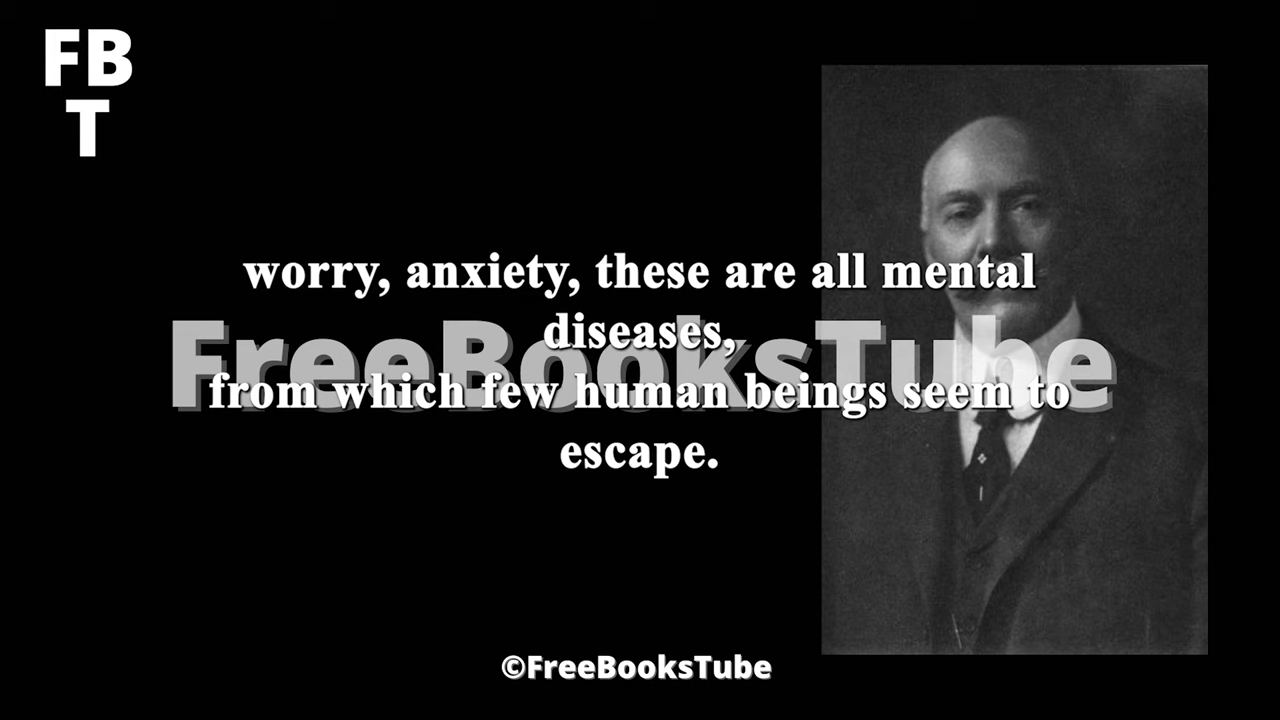 FB
T
worry, anxiety, these are all mental
diseases,
FreeBooksTube
from which few human beings seem to
escape.
©FreeBooksTube